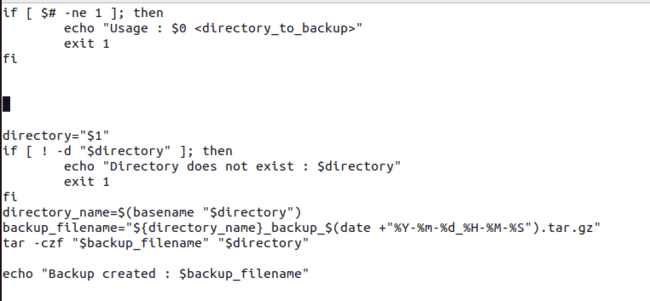 if [ $# -ne 1 ]; then
        echo "Usage : $0 <directory_to_backup>"
        exit 1
fi
directory="$1"
if [ ! -d "$directory" ]; then
        echo "Directory does not exist : $directory"
        exit 1
fi
directory_name=$(basename "$directory")
backup_filename="${directory_name}_backup_$(date +"%Y-%m-%d_%H-%M-%S").tar.gz"
tar -czf "$backup_filename" "$directory"
echo "Backup created : $backup_filename"